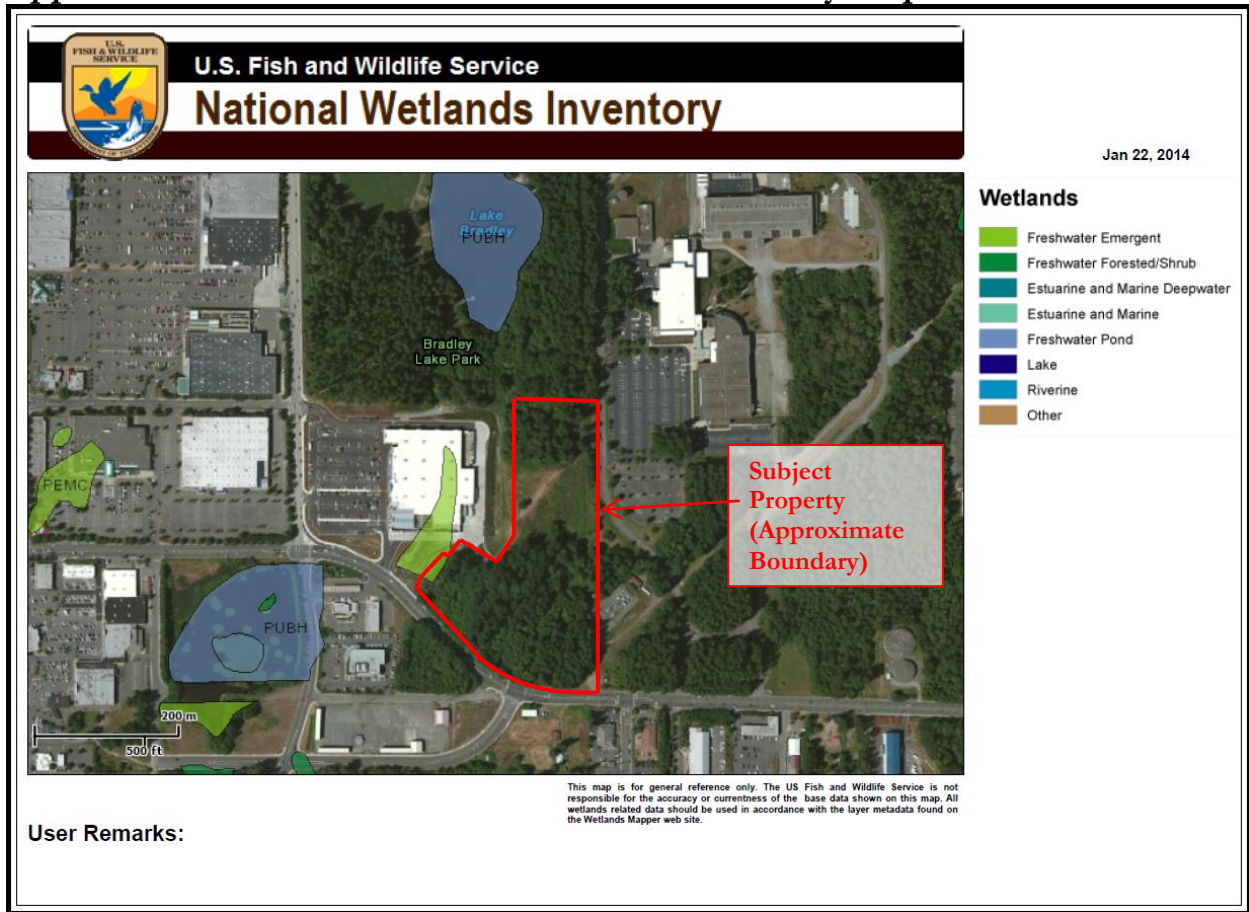 U.S.
FISH & WILDLIFE
SERVICE
DEPARTMENT OF THE INTERIOR
U.S. Fish and Wildlife Service
National Wetlands Inventory
Jan 22, 2014
Lake
Bradley
PUBH
Bradley
Lake Park
PEMC
PUBH
Subject
Property
(Approximate
Boundary)
200 m
500 ft
Wetlands
Freshwater Emergent
Freshwater Forested/Shrub
Estuarine and Marine Deepwater
Estuarine and Marine
Freshwater Pond
Lake
Riverine
Other
This map is for general reference only. The US Fish and Wildlife Service is not
responsible for the accuracy or currentness of the base data shown on this map. All
wetlands related data should be used in accordance with the layer metadata found on
the Wetlands Mapper web site.
User Remarks: